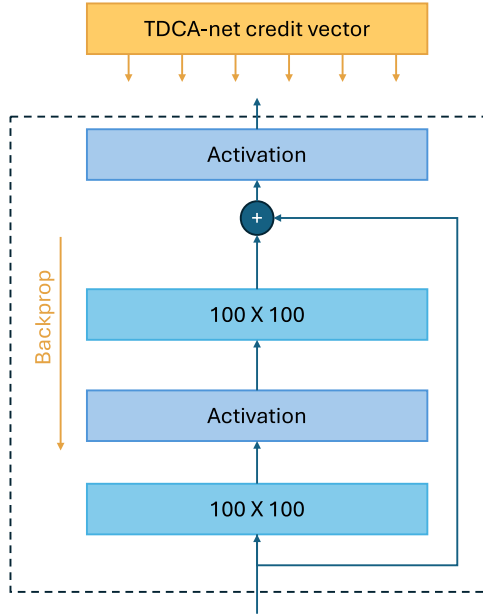 TDCA-net credit vector
Activation
+
Backprop
100 X 100
Activation
100 X 100